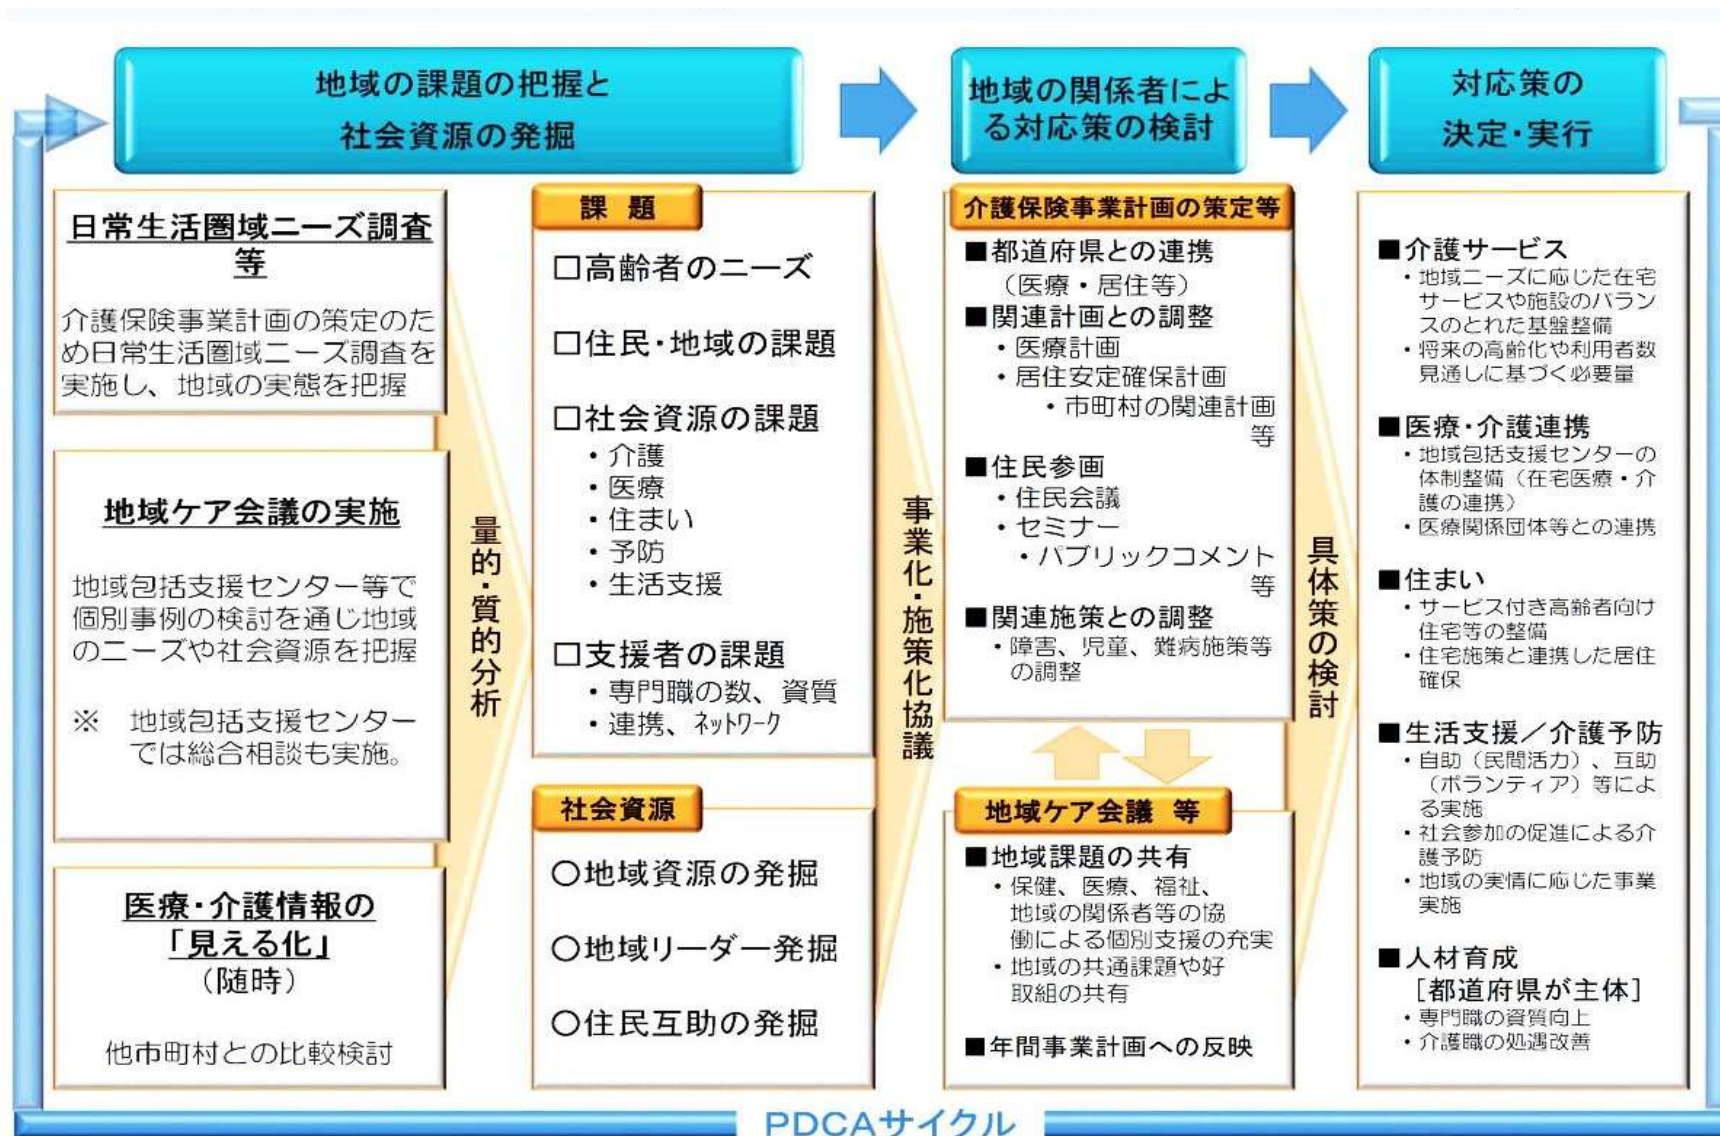 地域の課題の把握と
社会資源の発掘
地域の関係者によ
る対応策の検討
対応策の
決定・実行
日常生活圏域ニーズ調査
等
介護保険事業計画の策定のた
め日常生活圏域ニーズ調査を
実施し、地域の実態を把握
地域ケア会議の実施
地域包括支援センター等で
個別事例の検討を通じ地域
のニーズや社会資源を把握
※ 地域包括支援センター
では総合相談も実施。
医療・介護情報の
「見える化」
（随時）
他市町村との比較検討
量的・質的分析
課 題
□高齢者のニーズ
□住民・地域の課題
□社会資源の課題
・介護
・医療
・住まい
・予防
・生活支援
□支援者の課題
・専門職の数、資質
・連携、ネットワーク
社会資源
○地域資源の発掘
○地域リーダー発掘
○住民互助の発掘
事業化・施策化協議
介護保険事業計画の策定等
■都道府県との連携
（医療・居住等）
■関連計画との調整
・医療計画
・居住安定確保計画
・市町村の関連計画
等
■住民参画
・住民会議
・セミナー
・パブリックコメント
等
■関連施策との調整
・障害、児童、難病施策等
の調整
地域ケア会議 等
■地域課題の共有
・保健、医療、福祉、
地域の関係者等の協
働による個別支援の充実
・地域の共通課題や好
取組の共有
■年間事業計画への反映
具体策の検討
■介護サービス
・地域ニーズに応じた在宅
サービスや施設のバラン
スのとれた基盤整備
・将来の高齢化や利用者数
見通しに基づく必要量
■医療・介護連携
・地域包括支援センターの
体制整備（在宅医療・介
護の連携）
・医療関係団体等との連携
■住まい
・サービス付き高齢者向け
住宅等の整備
・住宅施策と連携した居住
確保
■生活支援／介護予防
・自助（民間活力）、互助
（ボランティア）等によ
る実施
・社会参加の促進による介
護予防
・地域の実情に応じた事業
実施
■人材育成
［都道府県が主体］
・専門職の資質向上
・介護職の処遇改善
PDCAサイクル